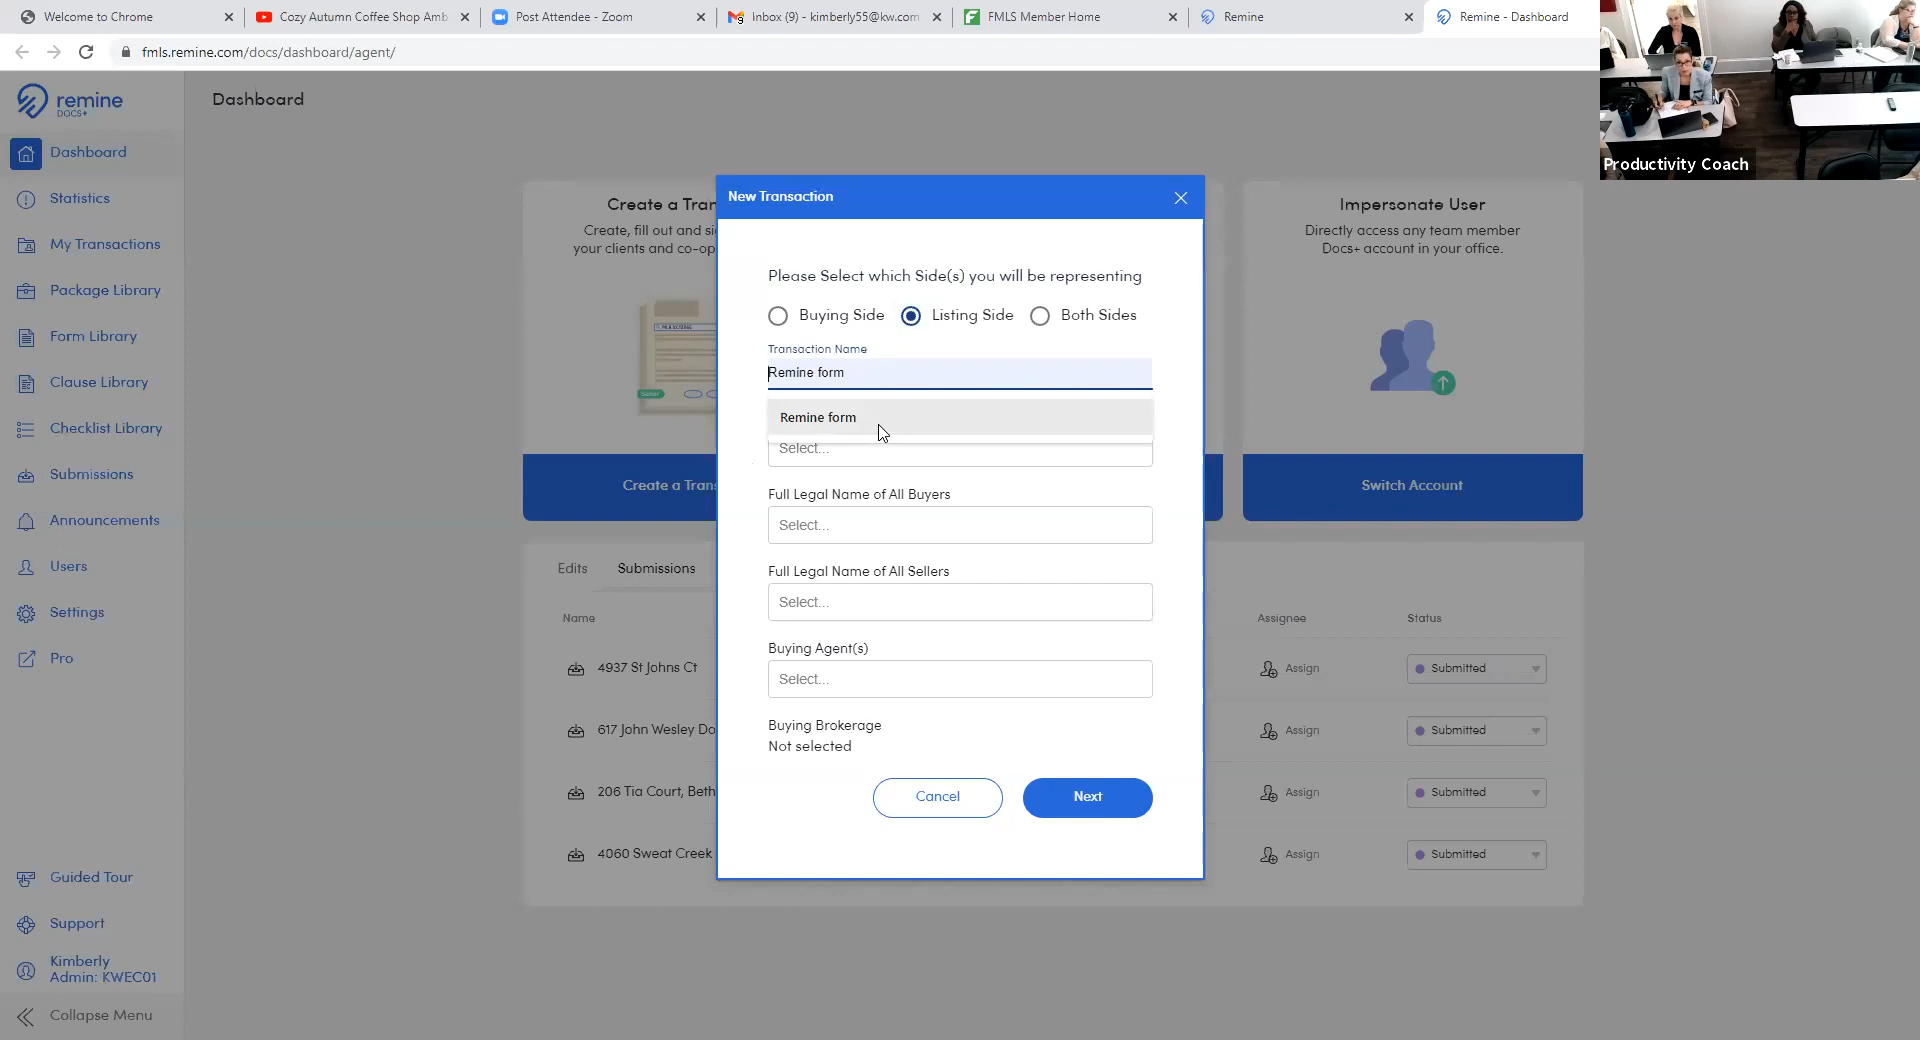 Welcome to Chrome
Cozy Autumn Coffee Shop Amb
Post Attendee - Zoom
Inbox (9) - kimberly55@kw.com
FMLS Member Home
Remine
Remine - Dashboard
fmls.remine.com/docs/dashboard/agent/
Productivity Coach
remine
DOCS+
Dashboard
Statistics
My Transactions
Package Library
Form Library
Clause Library
Checklist Library
Submissions
Announcements
Users
Settings
Pro
Guided Tour
Support
Kimberly
Admin: KWEC01
Collapse Menu
Dashboard
Create a Tran
Create, fill out and si
your clients and co-op
Create a Trans
Impersonate User
Directly access any team member
Docs+ account in your office.
Switch Account
Edits
Submissions
Name
Assignee
Status
4937 St Johns Ct
Assign
Submitted
617 John Wesley Do
Assign
Submitted
206 Tia Court, Beth
Assign
Submitted
4060 Sweat Creek
Assign
Submitted
New Transaction
Please Select which Side(s) you will be representing
Buying Side
Listing Side
Both Sides
Transaction Name
Remine form
Remine form
Select...
Full Legal Name of All Buyers
Select...
Full Legal Name of All Sellers
Select...
Buying Agent(s)
Select...
Buying Brokerage
Not selected
Cancel
Next